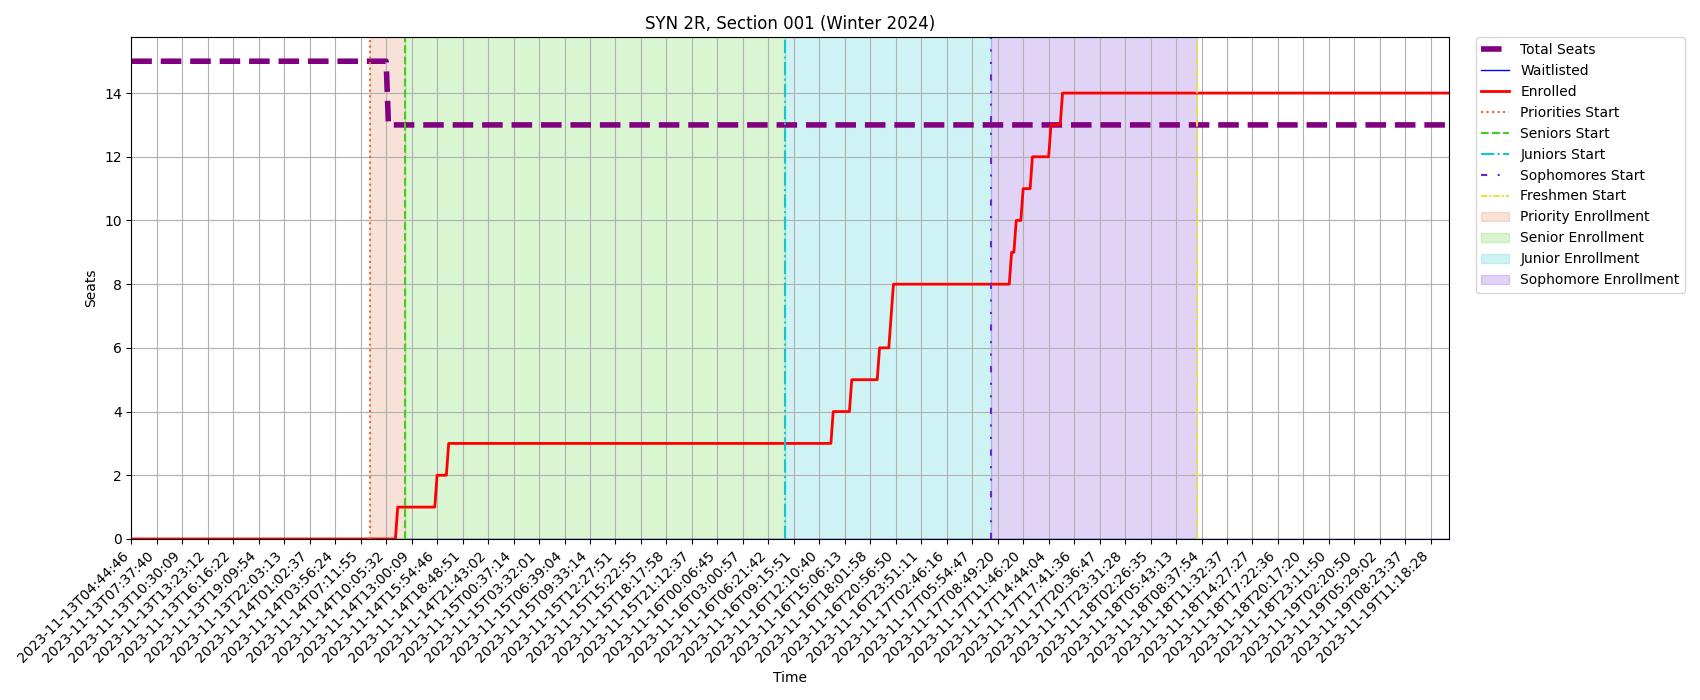 SYN 2R, Section 001 (Winter 2024)
Total Seats
Waitlisted
Enrolled
Priorities Start
Seniors Start
Juniors Start
Sophomores Start
Freshmen Start
Priority Enrollment
Senior Enrollment
Junior Enrollment
Sophomore Enrollment
Seats
14
12
10
8
6
4
2
0
2023-11-13T04:44:46
2023-11-13T07:37:40
2023-11-13T10:30:09
2023-11-13T13:23:12
2023-11-13T16:16:22
2023-11-13T19:09:54
2023-11-13T22:03:13
2023-11-14T01:02:37
2023-11-14T03:56:24
2023-11-14T07:11:55
2023-11-14T10:05:32
2023-11-14T13:00:09
2023-11-14T15:54:46
2023-11-14T18:48:51
2023-11-14T21:43:02
2023-11-15T00:37:14
2023-11-15T03:32:01
2023-11-15T06:39:04
2023-11-15T09:33:14
2023-11-15T12:27:51
2023-11-15T15:22:55
2023-11-15T18:17:58
2023-11-15T21:12:37
2023-11-16T00:06:45
2023-11-16T03:00:57
2023-11-16T06:21:42
2023-11-16T09:15:51
2023-11-16T12:10:40
2023-11-16T15:06:13
2023-11-16T18:01:58
2023-11-16T20:56:50
2023-11-16T23:51:11
2023-11-17T02:46:16
2023-11-17T05:54:47
2023-11-17T08:49:20
2023-11-17T11:46:20
2023-11-17T14:44:04
2023-11-17T17:41:36
2023-11-17T20:36:47
2023-11-17T23:31:28
2023-11-18T02:26:35
2023-11-18T05:43:13
2023-11-18T08:37:54
2023-11-18T11:32:37
2023-11-18T14:27:27
2023-11-18T17:22:36
2023-11-18T20:17:20
2023-11-18T23:11:50
2023-11-19T02:20:50
2023-11-19T05:29:02
2023-11-19T08:23:37
2023-11-19T11:18:28
Time